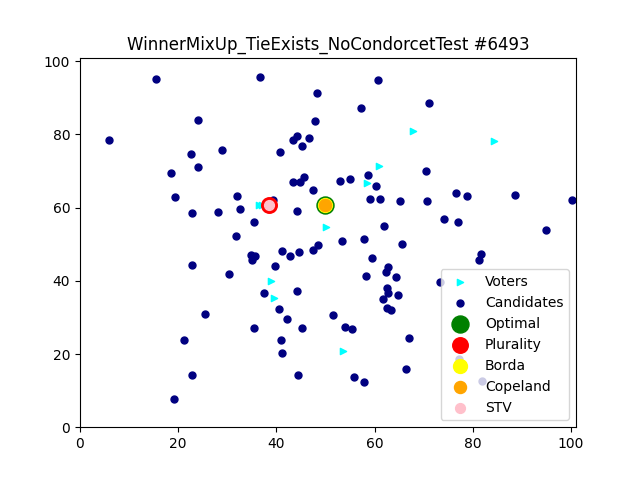 WinnerMixUp_TieExists_NoCondorcetTest #6493
100
80
60
40
20
0
0 20 40 60 80 100
Voters
Candidates
Optimal
Plurality
Borda
Copeland
STV